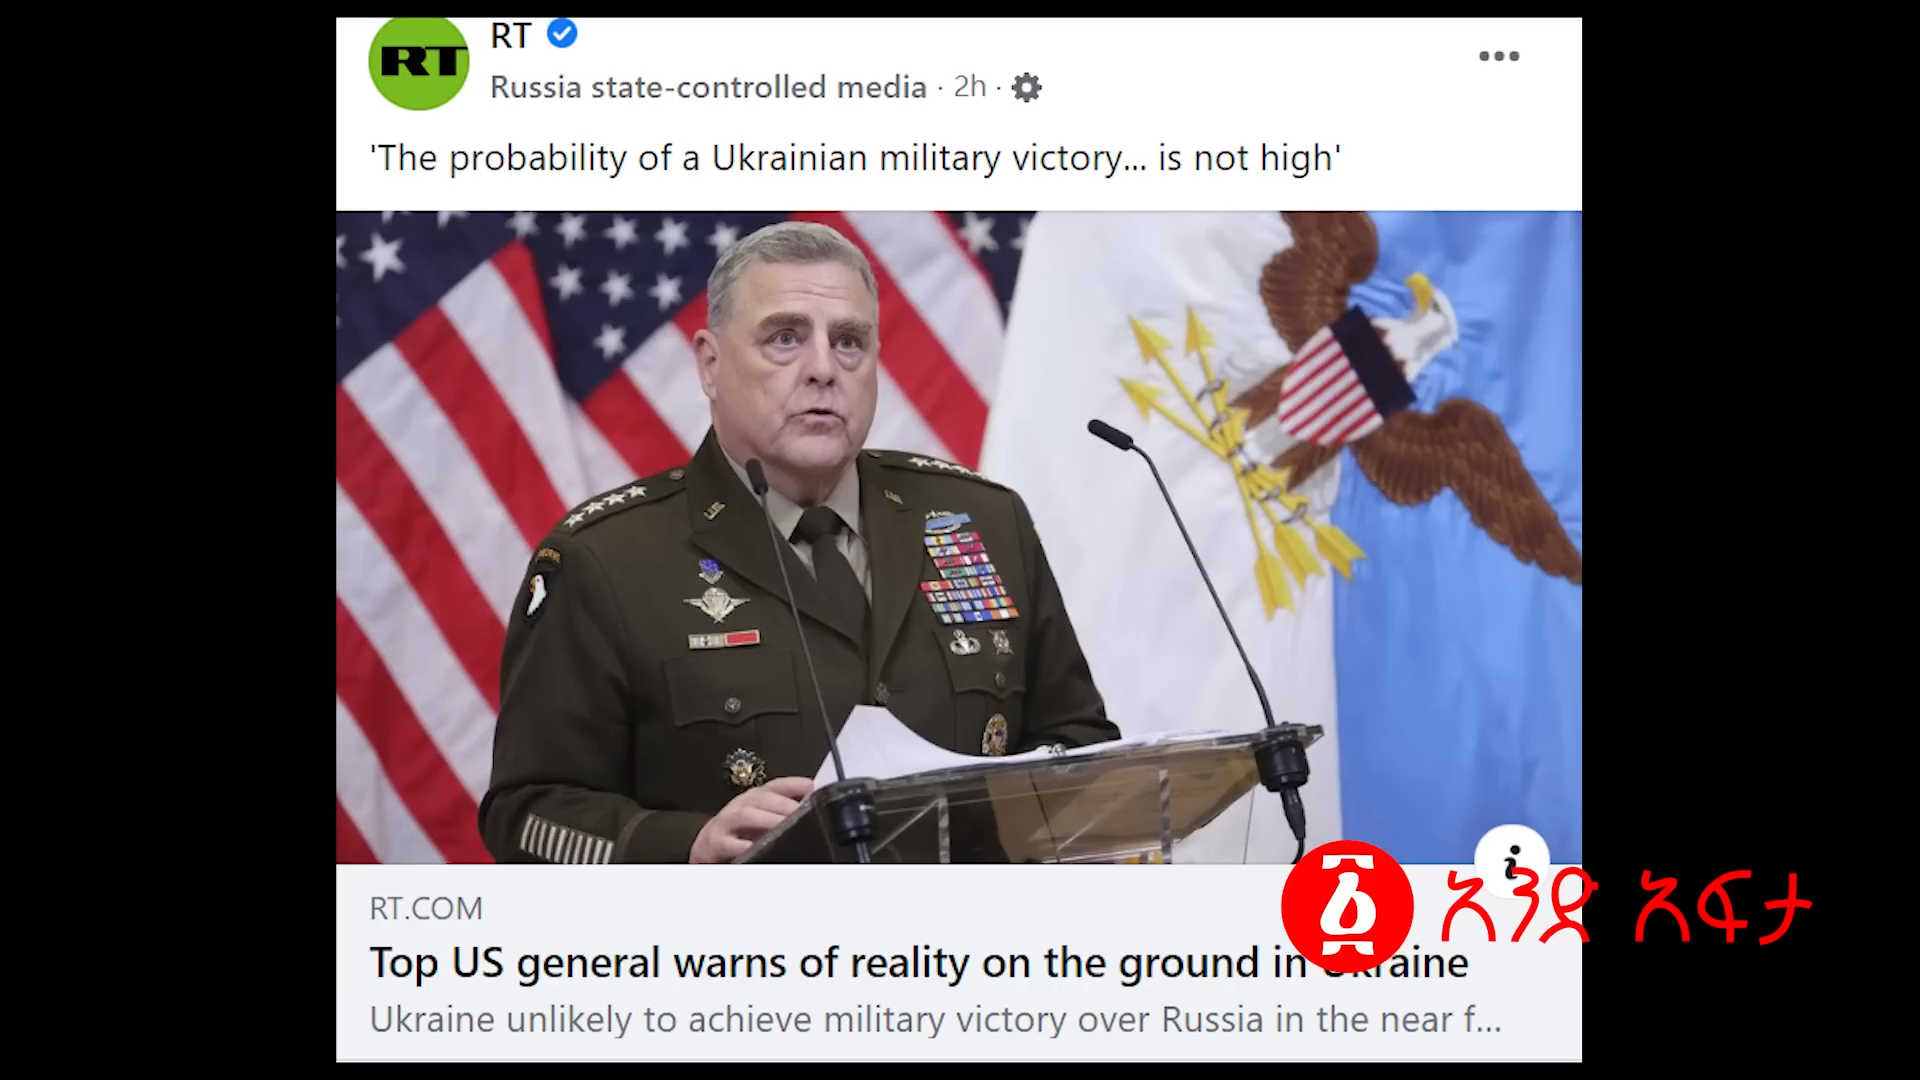 RT
RT
Russia state-controlled media · 2h ·
'The probability of a Ukrainian military victory... is not high'
RT.COM
Top US general warns of reality on the ground in Ukraine
Ukraine unlikely to achieve military victory over Russia in the near f...
አንድ አፍታ